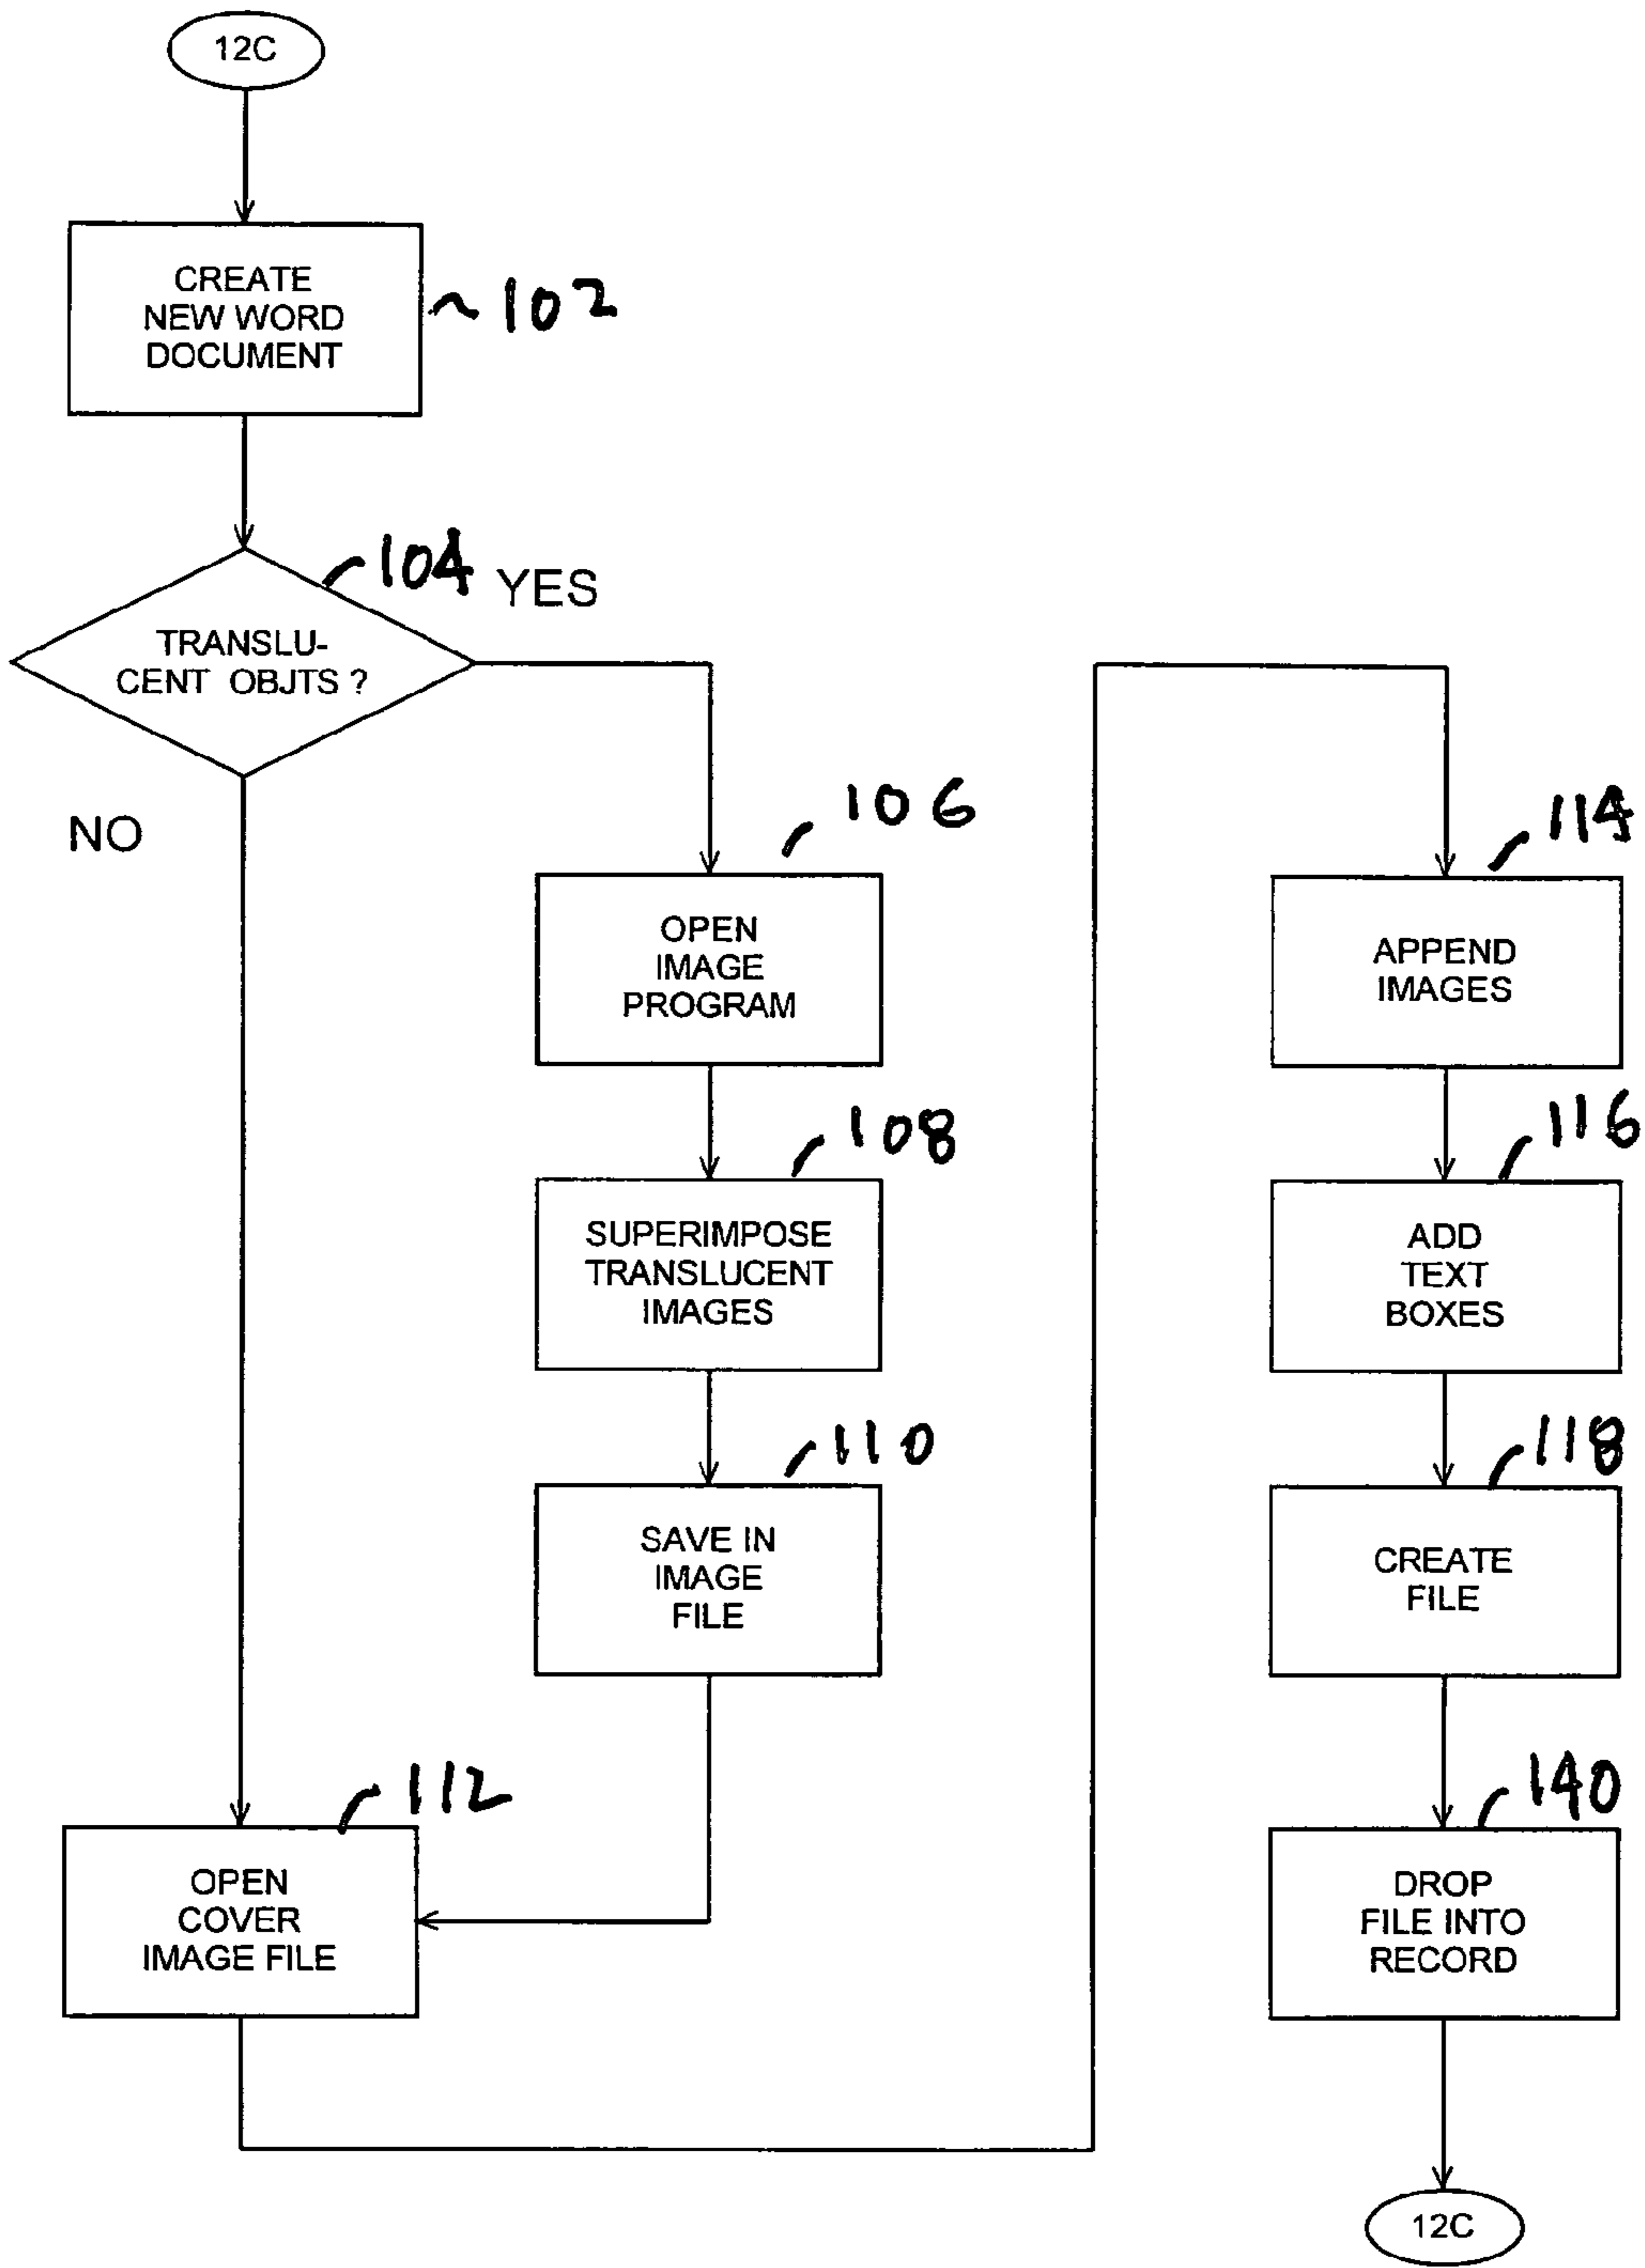 12C
CREATE
NEW WORD
DOCUMENT
102
104
YES
TRANSLU-
CENT OBJTS ?
NO
106
OPEN
IMAGE
PROGRAM
108
SUPERIMPOSE
TRANSLUCENT
IMAGES
110
SAVE IN
IMAGE
FILE
112
OPEN
COVER
IMAGE FILE
114
APPEND
IMAGES
116
ADD
TEXT
BOXES
118
CREATE
FILE
140
DROP
FILE INTO
RECORD
12C